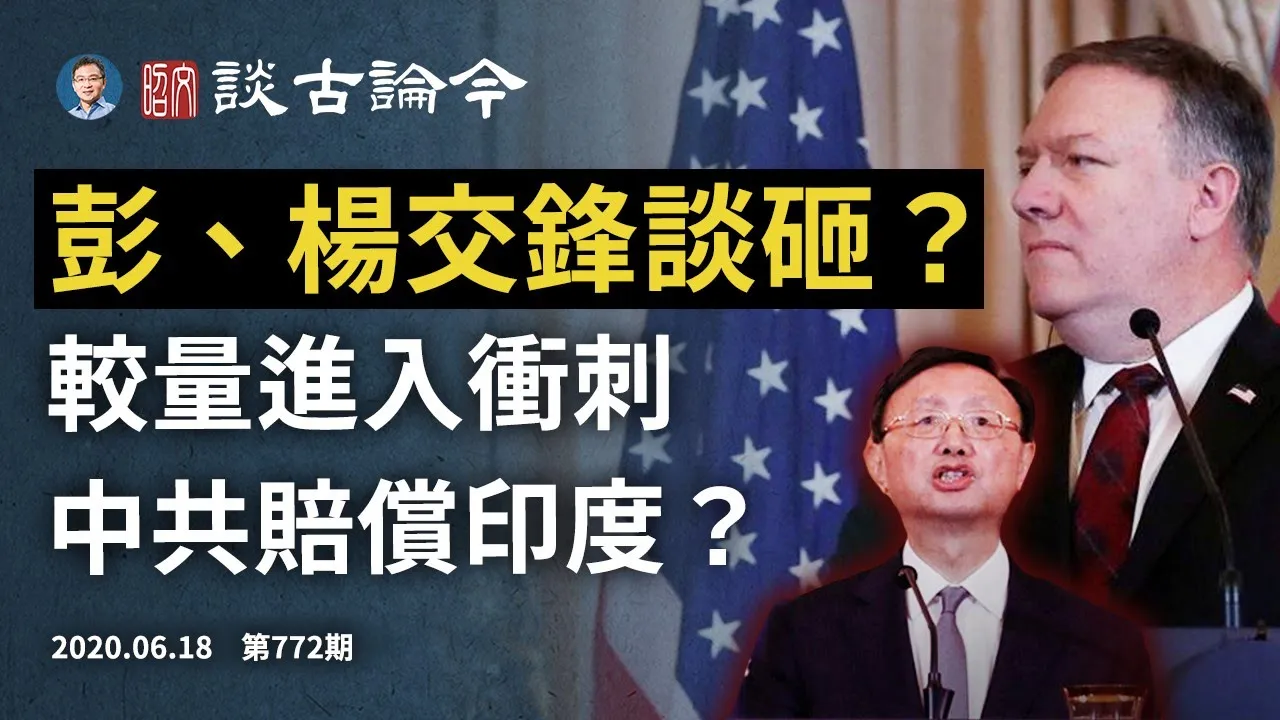 昭文 談古論今
彭、楊交鋒談砸？
較量進入衝刺
中共賠償印度？
2020.06.18 第772期